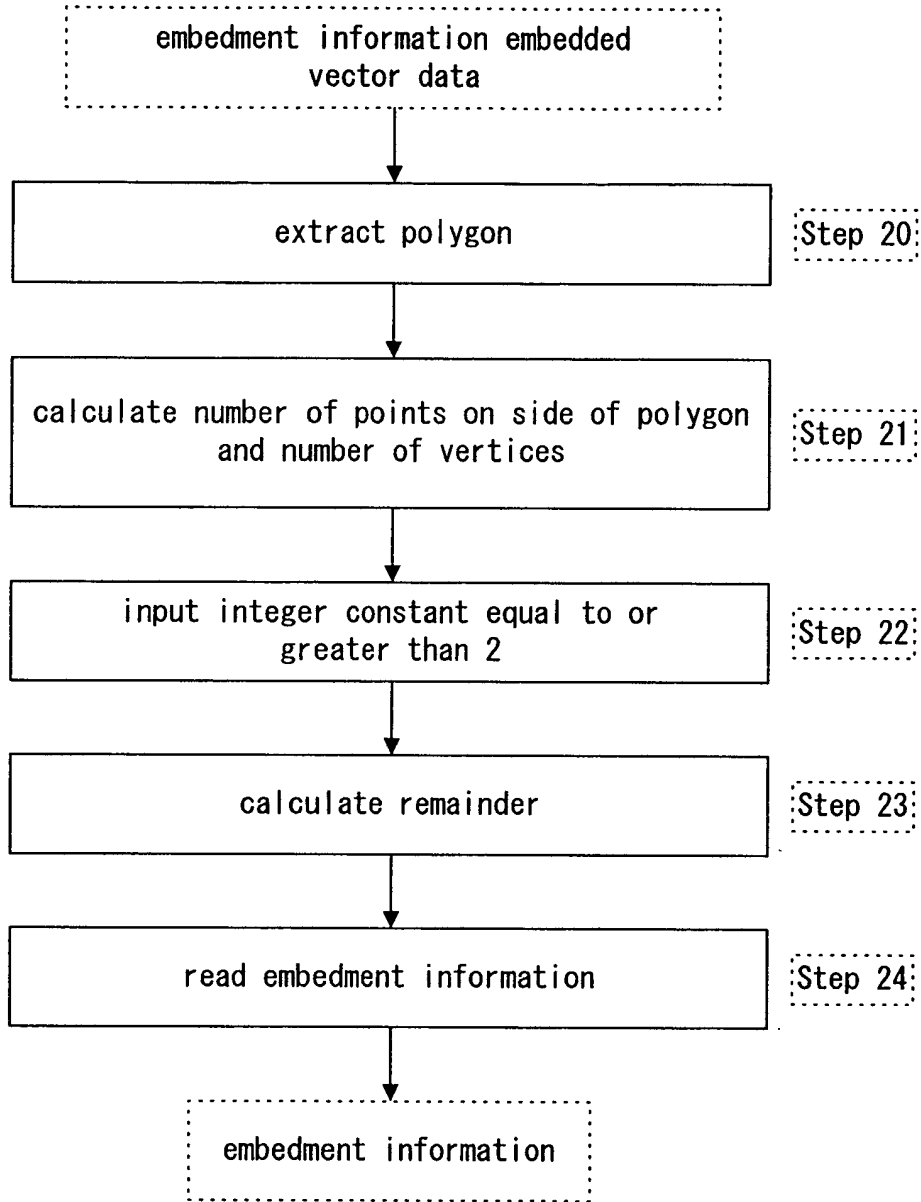 embedment information embedded
vector data
extract polygon
Step 20
calculate number of points on side of polygon
and number of vertices
Step 21
input integer constant equal to or
greater than 2
Step 22
calculate remainder
Step 23
read embedment information
Step 24
embedment information